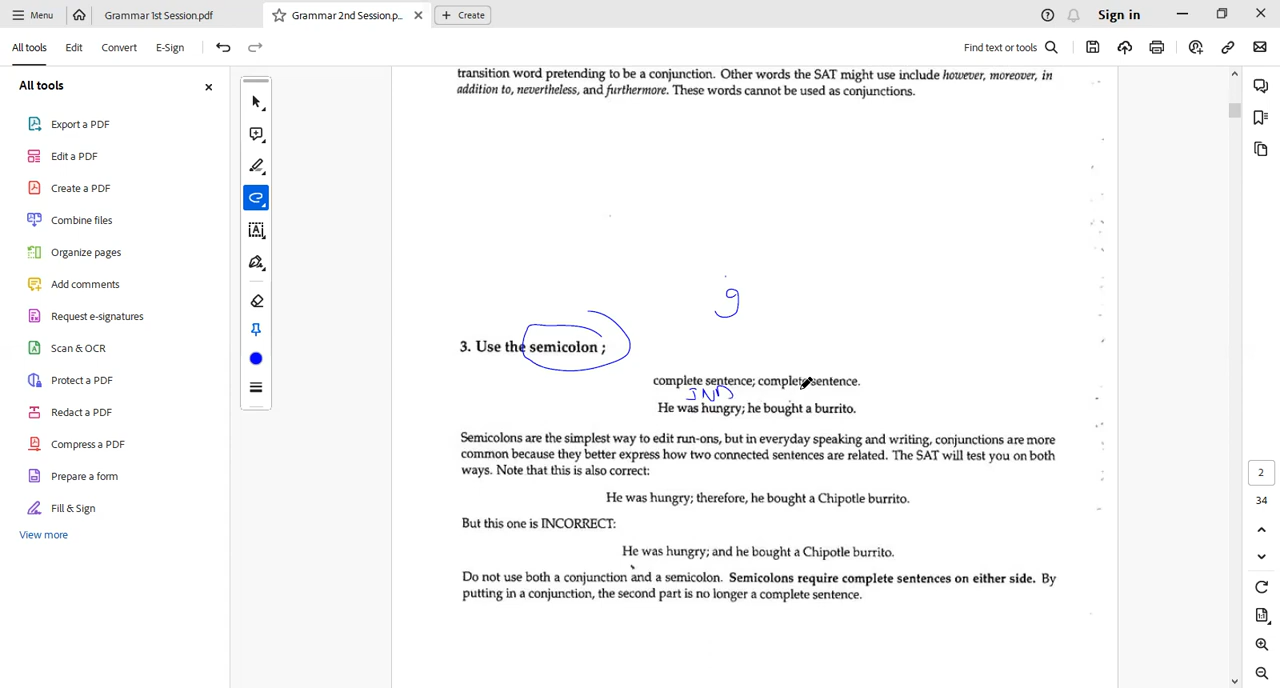 Menu
Grammar 1st Session.pdf
Grammar 2nd Session.p...
Create
Sign in
All tools
Edit
Convert
E-Sign
Find text or tools
All tools
Export a PDF
Edit a PDF
Create a PDF
Combine files
Organize pages
Add comments
Request e-signatures
Scan & OCR
Protect a PDF
Redact a PDF
Compress a PDF
Prepare a form
Fill & Sign
View more
transition word pretending to be a conjunction. Other words the SAT might use include however, moreover, in
addition to, nevertheless, and furthermore. These words cannot be used as conjunctions.
g
3. Use the semicolon ;
complete sentence; complete sentence.
IND
He was hungry; he bought a burrito.
Semicolons are the simplest way to edit run-ons, but in everyday speaking and writing, conjunctions are more
common because they better express how two connected sentences are related. The SAT will test you on both
ways. Note that this is also correct:
He was hungry; therefore, he bought a Chipotle burrito.
But this one is INCORRECT:
He was hungry; and he bought a Chipotle burrito.
Do not use both a conjunction and a semicolon. Semicolons require complete sentences on either side. By
putting in a conjunction, the second part is no longer a complete sentence.
2
34